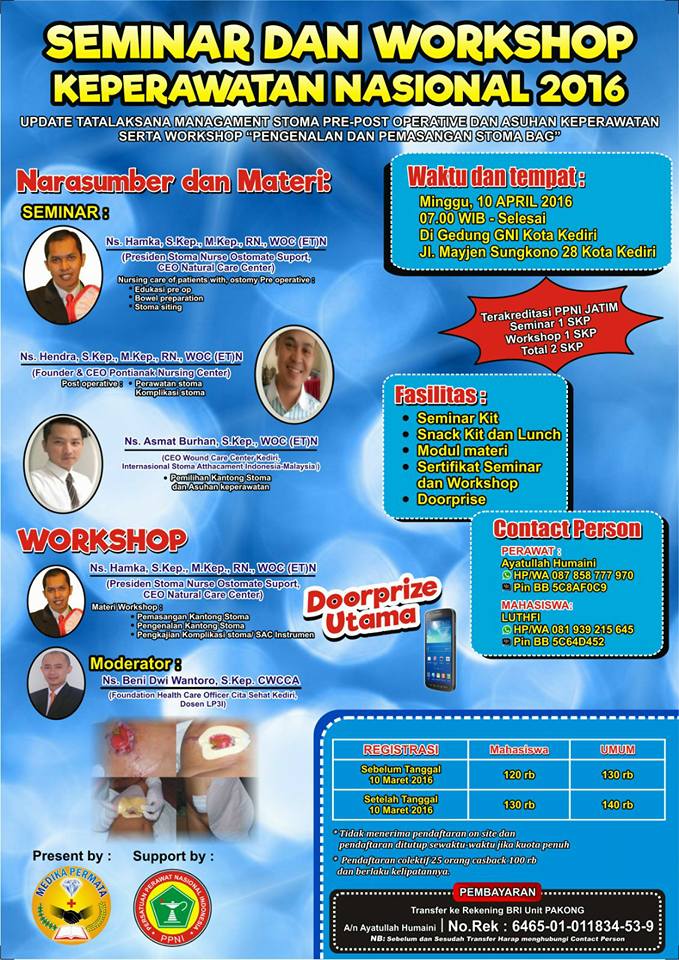 SEMINAR DAN WORKSHOP
KEPERAWATAN NASIONAL 2016
UPDATE TATALAKSANA MANAGAMENT STOMA PRE-POST OPERATIVE DAN ASUHAN KEPERAWATAN
SERTA WORKSHOP “PENGENALAN DAN PEMASANGAN STOMA BAG”
Narasumber dan Materi:
SEMINAR :
Ns. Hamka, S.Kep., M.Kep., RN., WOC (ET)N
(Presiden Stoma Nurse Ostomate Suport,
CEO Natural Care Center)
Nursing care of patients with, ostomy Pre operative :
• Edukasi pre op
• Bowel preparation
• Stoma siting
Ns. Hendra, S.Kep., M.Kep., RN., WOC (ET)N
(Founder & CEO Pontianak Nursing Center)
Post operative : • Perawatan stoma
Komplikasi stoma
Ns. Asmat Burhan, S.Kep., WOC (ET)N
(CEO Wound Care Center Kediri,
Internasional Stoma Atthacament Indonesia-Malaysia )
• Pemilihan Kantong Stoma
dan Asuhan keperawatan
WORKSHOP
Ns. Hamka, S.Kep., M.Kep., RN., WOC (ET)N
(Presiden Stoma Nurse Ostomate Suport,
CEO Natural Care Center)
Materi Workshop :
• Pemasangan Kantong Stoma
• Pengenalan Kantong Stoma
• Pengkajian Komplikasi stoma/ SAC Instrumen
Moderator :
Ns. Beni Dwi Wantoro, S.Kep. CWCCA
(Foundation Health Care Officer Cita Sehat Kediri,
Dosen LP3I)
Waktu dan tempat :
Minggu, 10 APRIL 2016
07.00 WIB - Selesai
Di Gedung GNI Kota Kediri
Jl. Mayjen Sungkono 28 Kota Kediri
Terakreditasi PPNI JATIM
Seminar 1 SKP
Workshop 1 SKP
Total 2 SKP
Fasilitas :
• Seminar Kit
• Snack Kit dan Lunch
• Modul materi
• Sertifikat Seminar
dan Workshop
• Doorprise
Contact Person
PERAWAT :
Ayatullah Humaini
HP/WA 087 858 777 970
Pin BB 5C8AF0C9
MAHASISWA:
LUTHFI
HP/WA 081 939 215 645
Pin BB 5C64D452
Doorprize
Utama
REGISTRASI Mahasiswa UMUM
Sebelum Tanggal
10 Maret 2016 120 rb 130 rb
Setelah Tanggal
10 Maret 2016 130 rb 140 rb
* Tidak menerima pendaftaran on site dan
pendaftaran ditutup sewaktu-waktu jika kuota penuh
* Pendaftaran colektif 25 orang casback 100 rb
dan berlaku kelipatannya.
PEMBAYARAN
Transfer ke Rekening BRI Unit PAKONG
A/n Ayatullah Humaini | No.Rek : 6465-01-011834-53-9
NB: Sebelum dan Sesudah Transfer Harap menghubungi Contact Person
Present by :
Support by :
MEDIKA PERMATA
PERSATUAN PERAWAT NASIONAL INDONESIA
PPNI